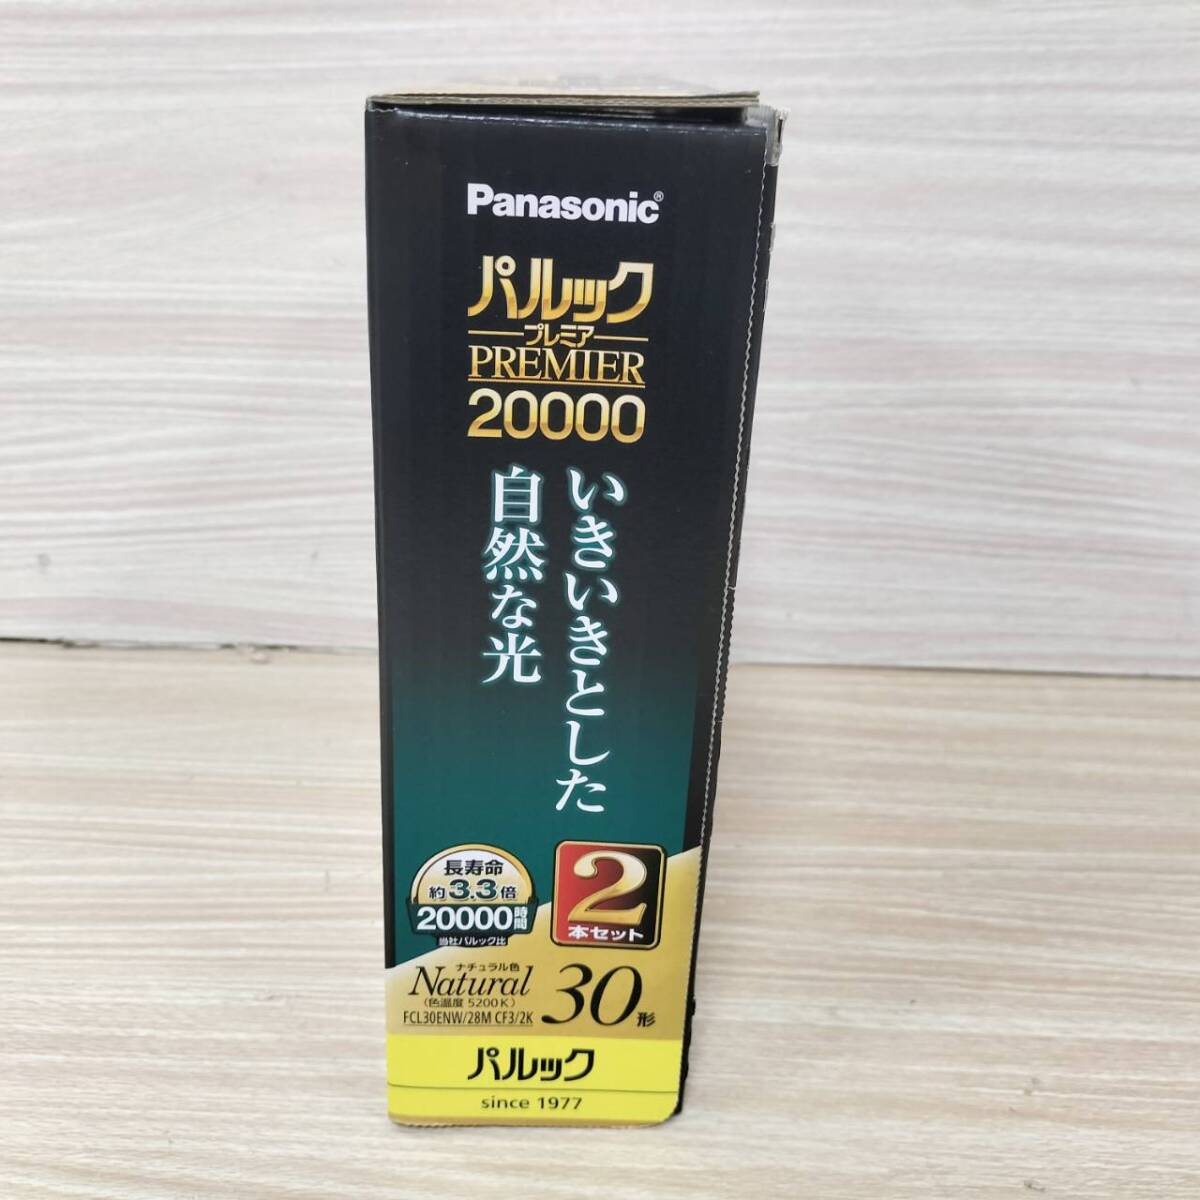 Panasonic®
パルック
プレミア
PREMIER
20000
いきいきとした
自然な光
長寿命
約3.3倍
20000時間
当社パルック比
2
本セット
ナチュラル色
Natural
(色温度 5200K)
FCL30ENW/28M CF3/2K
30形
パルック
since 1977